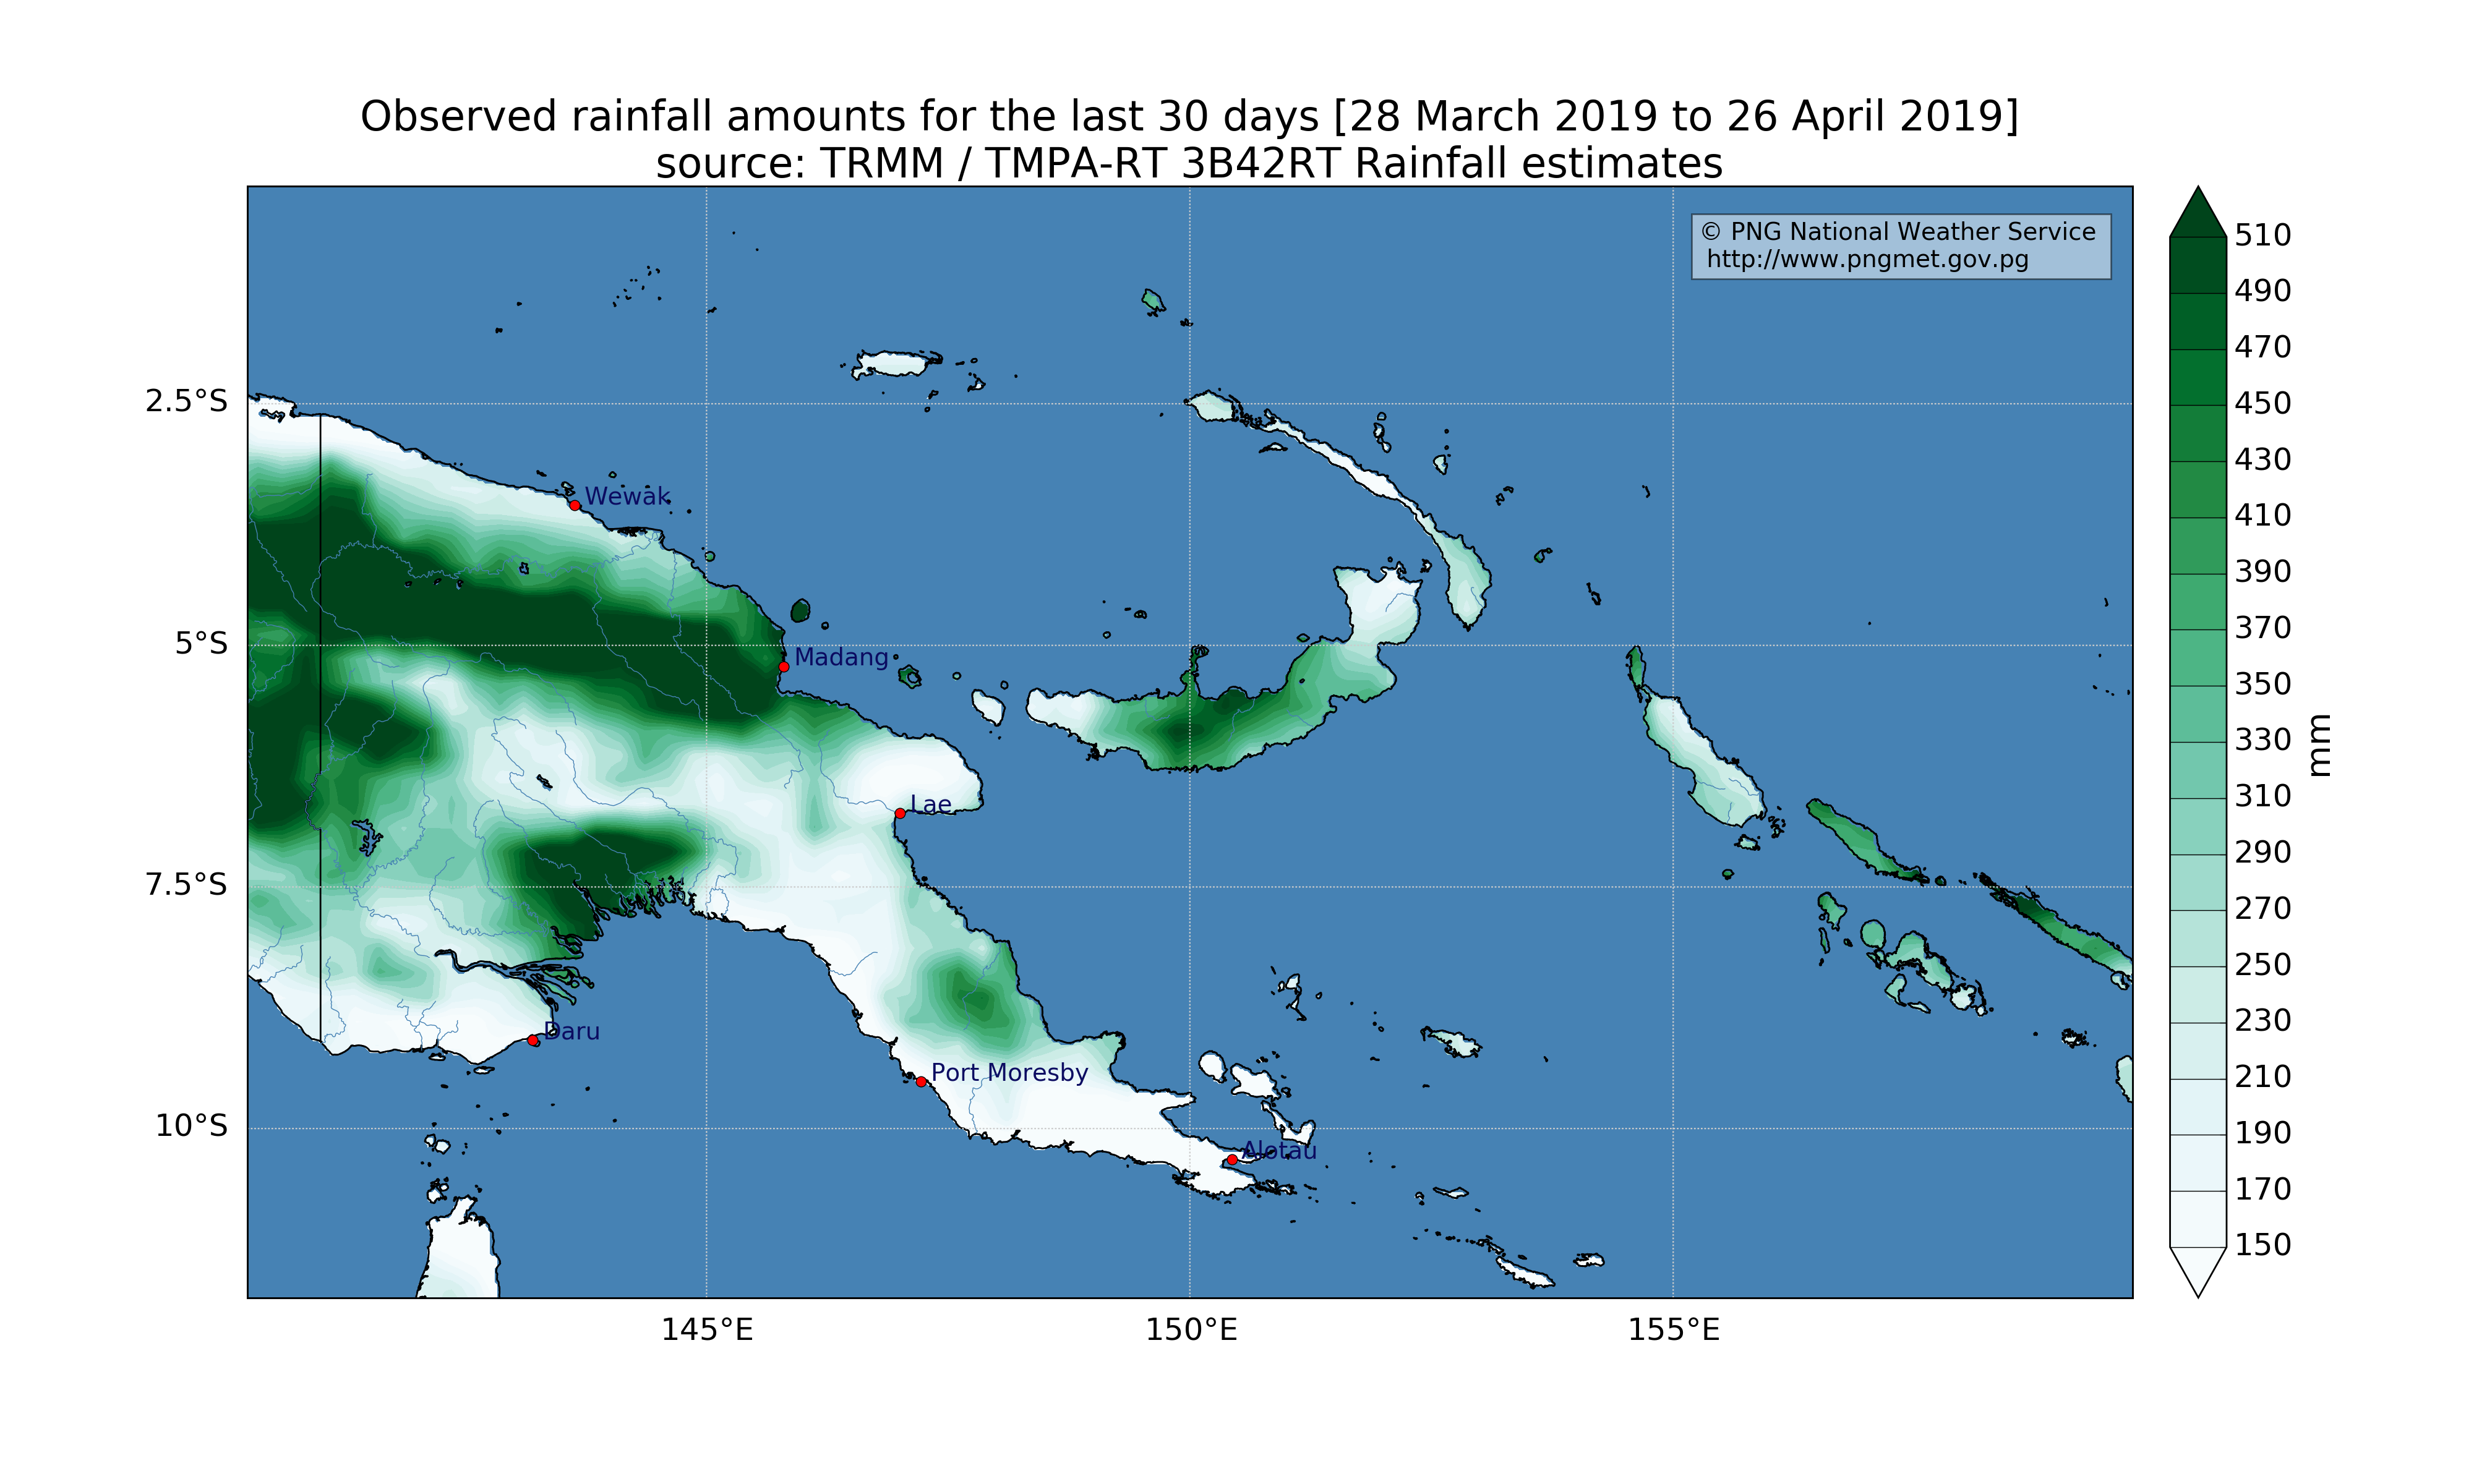 Observed rainfall amounts for the last 30 days [28 March 2019 to 26 April 2019]
source: TRMM / TMPA-RT 3B42RT Rainfall estimates
© PNG National Weather Service
http://www.pngmet.gov.pg
2.5°S
5°S
7.5°S
10°S
Wewak
Madang
Lae
Daru
Port Moresby
Alotau
145°E
150°E
155°E
510
490
470
450
430
410
390
370
350
330
310
290
270
250
230
210
190
170
150
mm